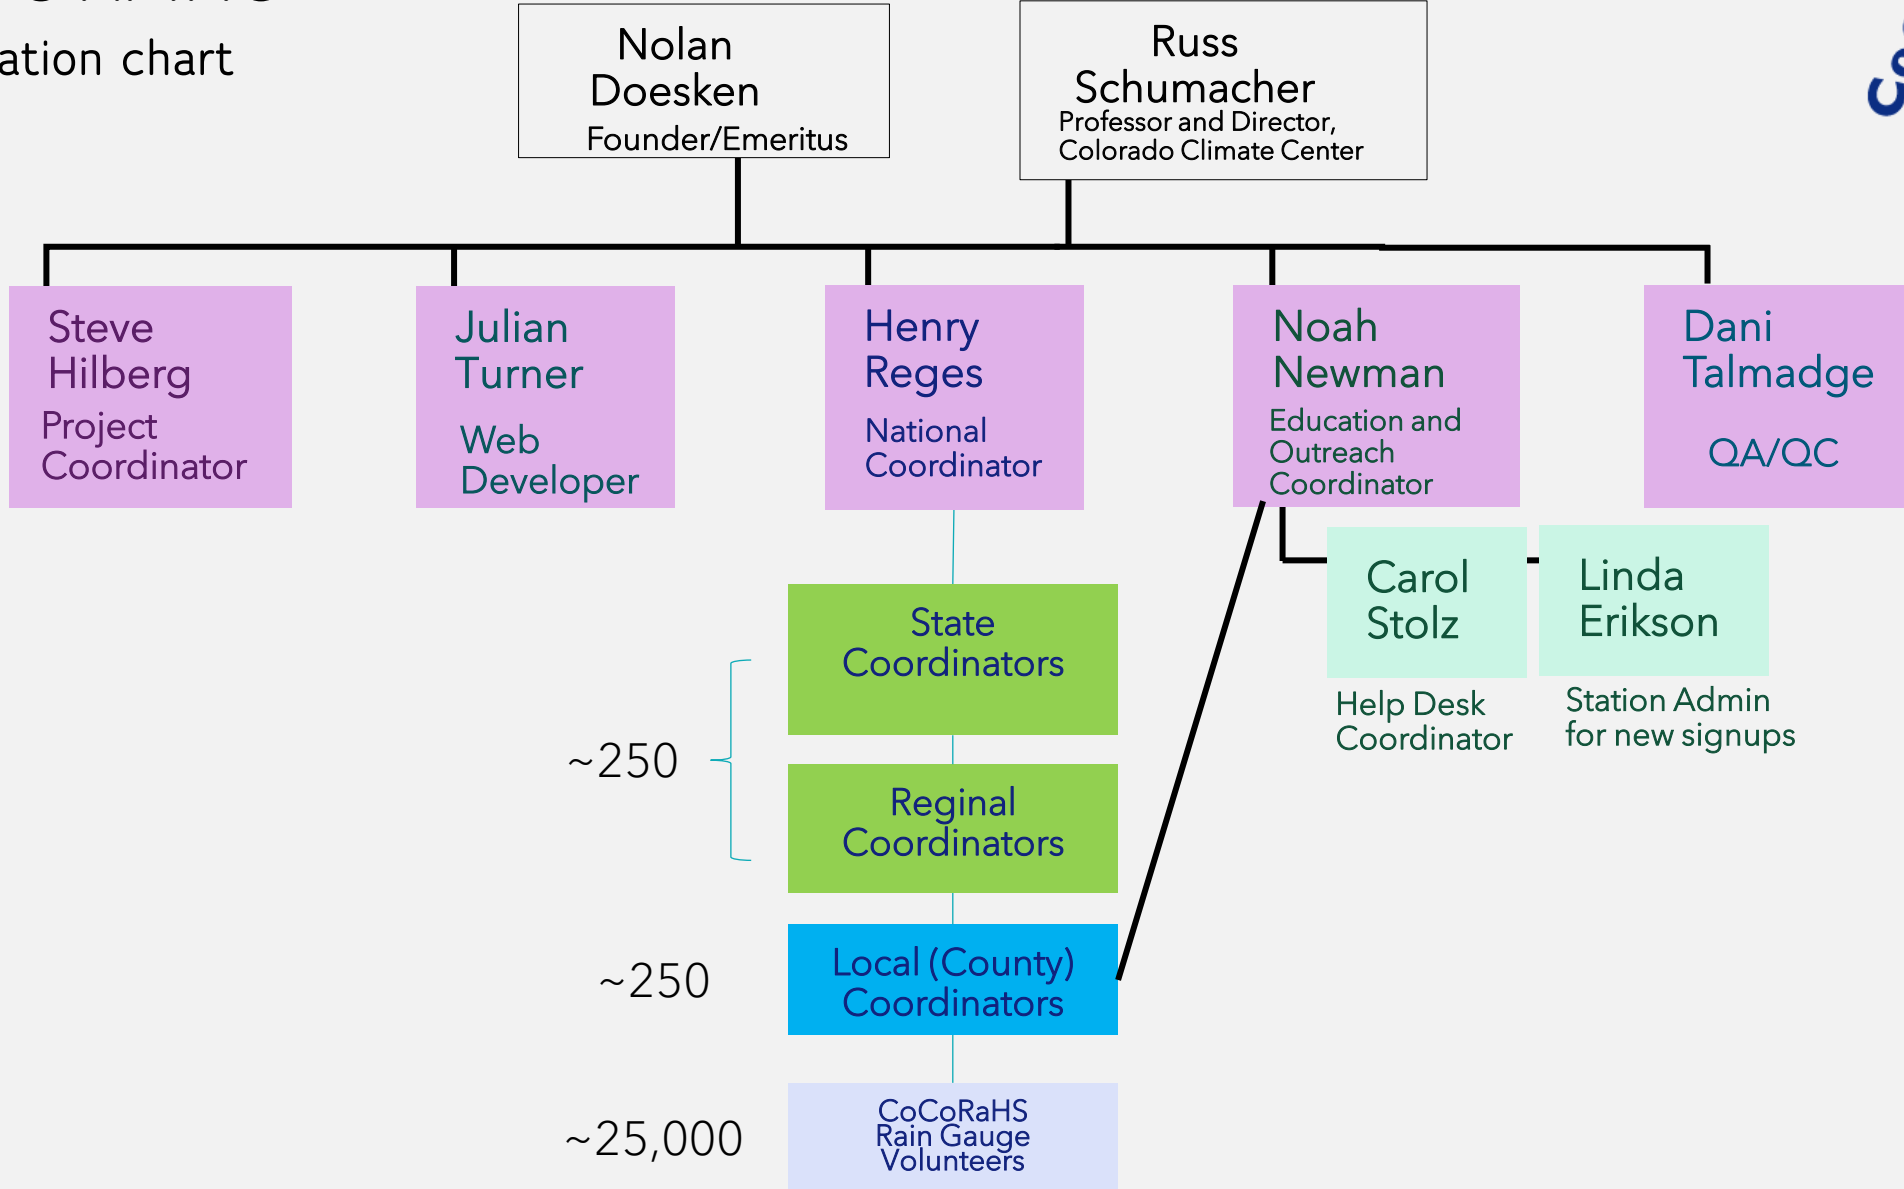 ation chart
Nolan
Doesken
Founder/Emeritus
Russ
Schumacher
Professor and Director,
Colorado Climate Center
Steve
Hilberg
Project
Coordinator
Julian
Turner
Web
Developer
Henry
Reges
National
Coordinator
Noah
Newman
Education and
Outreach
Coordinator
Dani
Talmadge
QA/QC
Carol
Stolz
Help Desk
Coordinator
Linda
Erikson
Station Admin
for new signups
State
Coordinators
~250
Reginal
Coordinators
~250
Local (County)
Coordinators
~25,000
CoCoRaHS
Rain Gauge
Volunteers